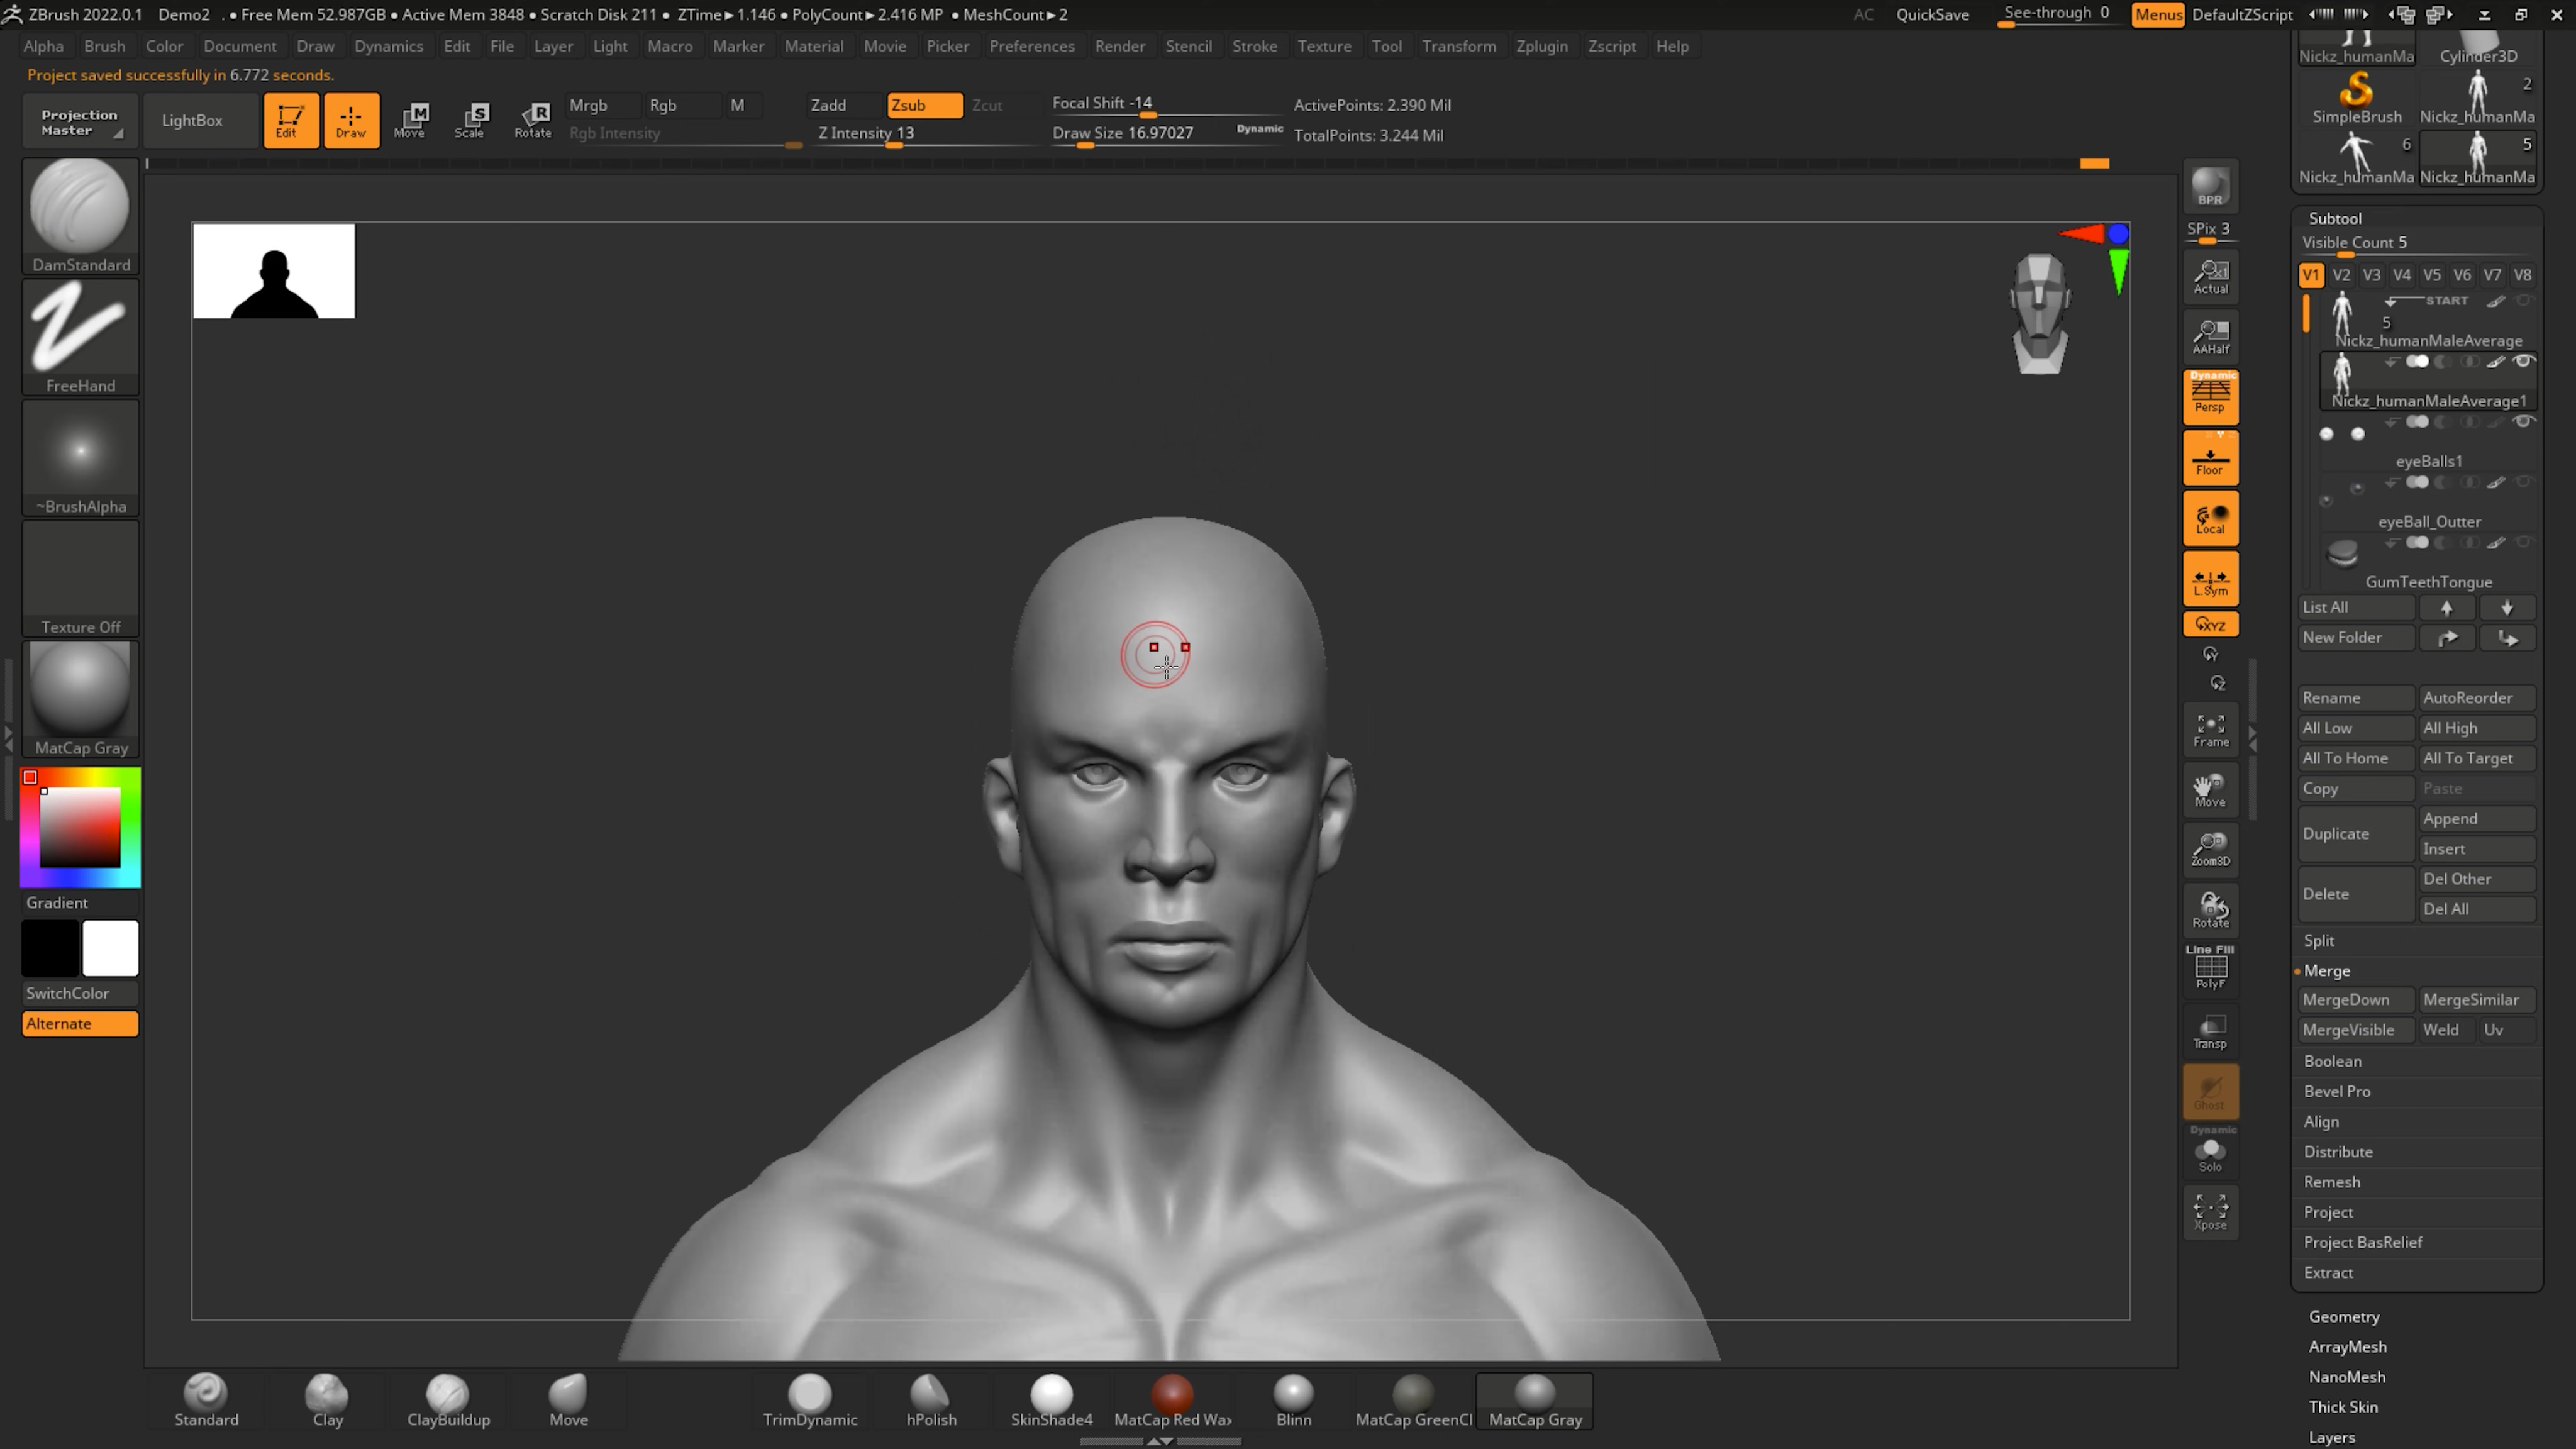 ZBrush 2022.0.1 Demo2 . • Free Mem 52.987GB • Active Mem 3848 • Scratch Disk 211 • ZTime►1.146 • PolyCount►2.416 MP • MeshCount►2 AC QuickSave See-through 0 Menus DefaultZScript
Alpha Brush Color Document Draw Dynamics Edit File Layer Light Macro Marker Material Movie Picker Preferences Render Stencil Stroke Texture Tool Transform Zplugin Zscript Help
Project saved successfully in 6.772 seconds.
Projection Master
LightBox
Edit
Draw
Move
Scale
Rotate
Mrgb Rgb M
Rgb Intensity
Zadd Zsub Zcut
Z Intensity 13
Focal Shift -14
Draw Size 16.97027 Dynamic
ActivePoints: 2.390 Mil
TotalPoints: 3.244 Mil
DamStandard
FreeHand
~BrushAlpha
Texture Off
MatCap Gray
Gradient
SwitchColor
Alternate
BPR
SPix 3
Actual
AAHalf
Dynamic
Persp
Floor
Local
L.Sym
XYZ
Y
Z
Frame
Move
Zoom3D
Rotate
Line Fill
PolyF
Transp
Ghost
Dynamic
Solo
Xpose
Nickz_humanMa Cylinder3D
2
SimpleBrush Nickz_humanMa
6 5
Nickz_humanMa Nickz_humanMa
Subtool
Visible Count 5
V1 V2 V3 V4 V5 V6 V7 V8
START
5
Nickz_humanMaleAverage
Nickz_humanMaleAverage1
eyeBalls1
eyeBall_Outter
GumTeethTongue
List All
New Folder
Rename AutoReorder
All Low All High
All To Home All To Target
Copy Paste
Duplicate Append
Insert
Delete Del Other
Del All
Split
Merge
MergeDown MergeSimilar
MergeVisible Weld Uv
Boolean
Bevel Pro
Align
Distribute
Remesh
Project
Project BasRelief
Extract
Geometry
ArrayMesh
NanoMesh
Thick Skin
Layers
Standard Clay ClayBuildup Move TrimDynamic hPolish SkinShade4 MatCap Red Wax Blinn MatCap GreenCl MatCap Gray